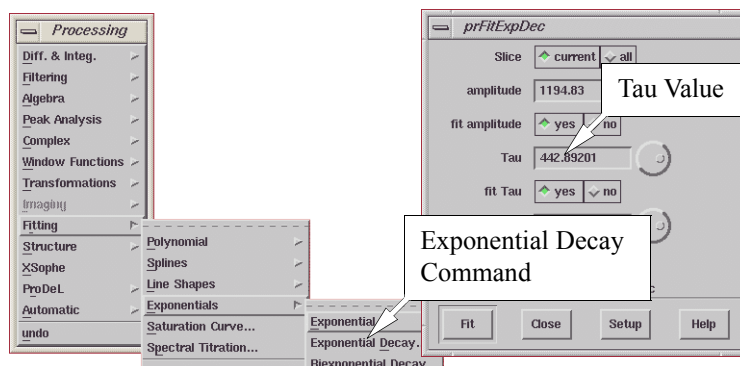 Processing
Diff. & Integ.
Filtering
Algebra
Peak Analysis
Complex
Window Functions
Transformations
Imaging
Fitting
Structure
XSophe
ProDeL
Automatic
undo
Polynomial
Splines
Line Shapes
Exponentials
Saturation Curve...
Spectral Titration...
Exponential
Exponential Decay.
Biexponential Decay
prFitExpDec
Slice current all
amplitude 1194.83
fit amplitude yes no
Tau 442.89201
fit Tau yes no
Fit Close Setup Help
Tau Value
Exponential Decay
Command